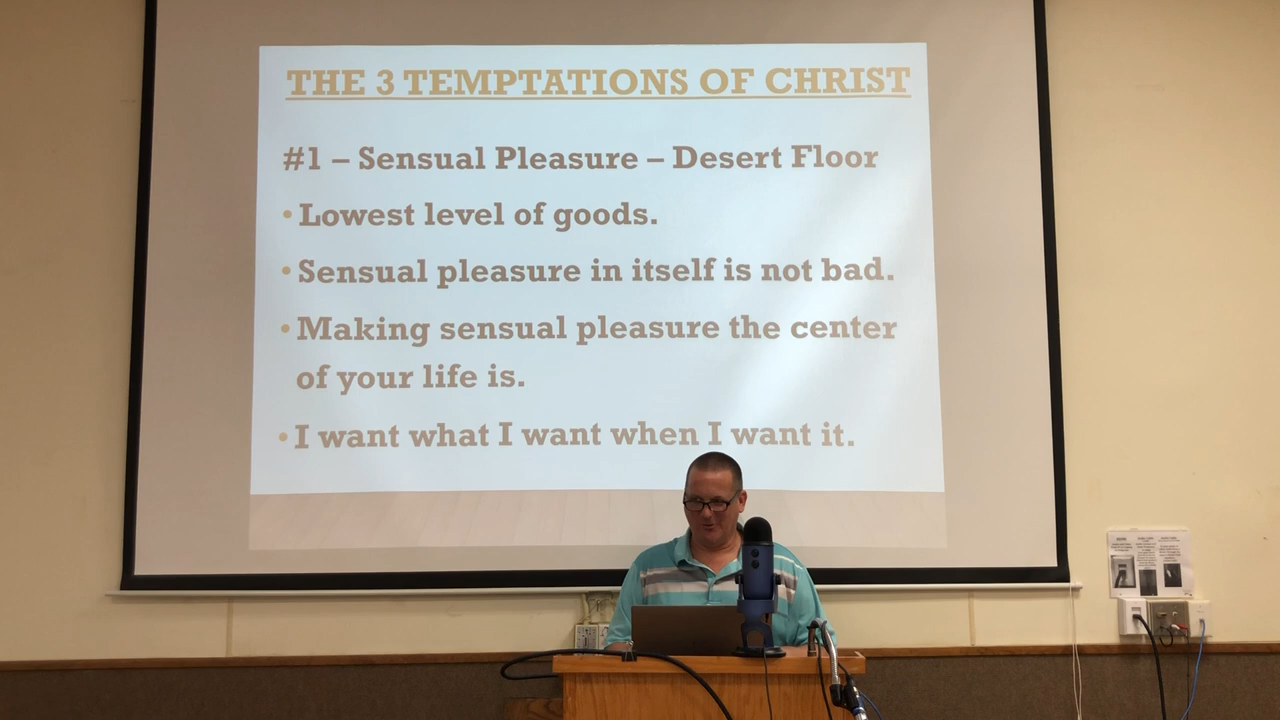 THE 3 TEMPTATIONS OF CHRIST
#1 – Sensual Pleasure – Desert Floor
• Lowest level of goods.
• Sensual pleasure in itself is not bad.
• Making sensual pleasure the center
of your life is.
• I want what I want when I want it.